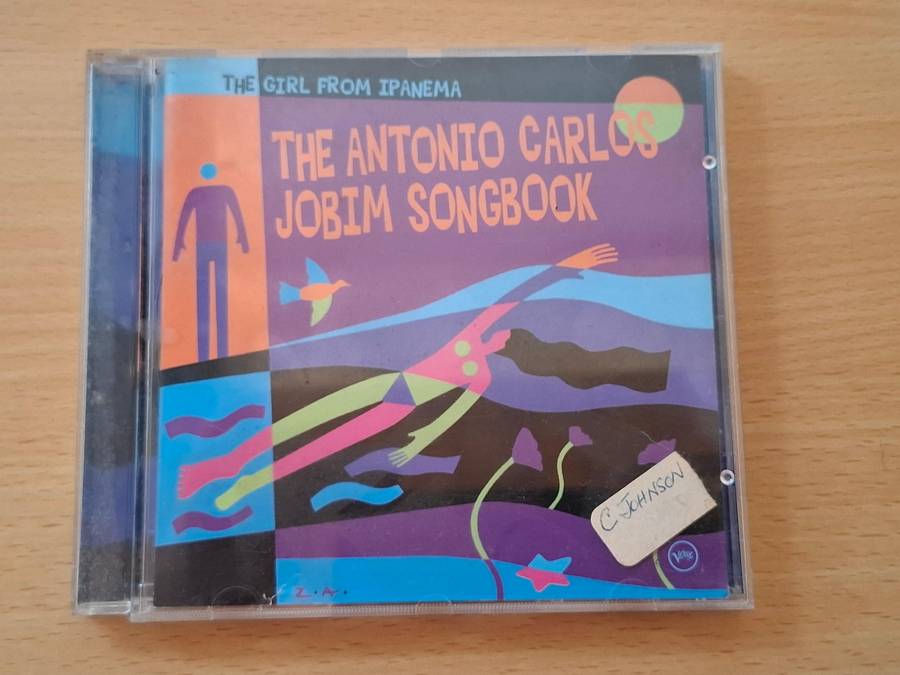 THE GIRL FROM IPANEMA
THE ANTONIO CARLOS
JOBIM SONGBOOK
C JOHNSON
Verve
Z.A.